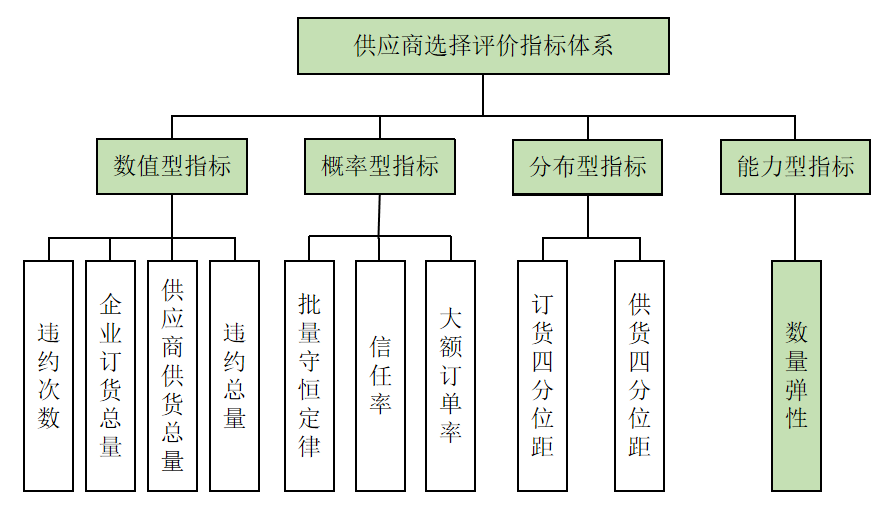 供应商选择评价指标体系
数值型指标
概率型指标
分布型指标
能力型指标
违约次数
企业订货总量
供应商供货总量
违约总量
批量守恒定律
信任率
大额订单率
订货四分位距
供货四分位距
数量弹性